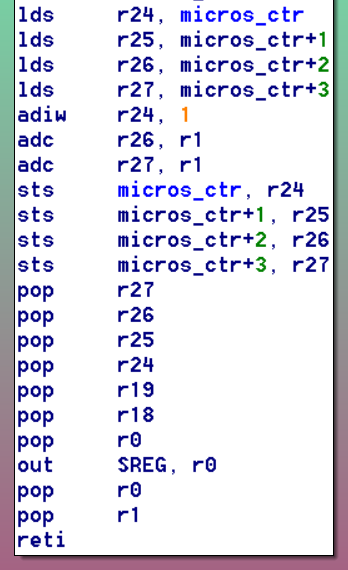 lds r24, micros_ctr
lds r25, micros_ctr+1
lds r26, micros_ctr+2
lds r27, micros_ctr+3
adiw r24, 1
adc r26, r1
adc r27, r1
sts micros_ctr, r24
sts micros_ctr+1, r25
sts micros_ctr+2, r26
sts micros_ctr+3, r27
pop r27
pop r26
pop r25
pop r24
pop r19
pop r18
pop r0
out SREG, r0
pop r0
pop r1
reti